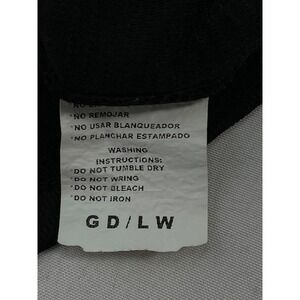 *NO REMOJAR
*NO USAR BLANQUEADOR
*NO PLANCHAR ESTAMPADO
WASHING
INSTRUCTIONS:
*DO NOT TUMBLE DRY
*DO NOT WRING
*DO NOT BLEACH
*DO NOT IRON
GD/LW